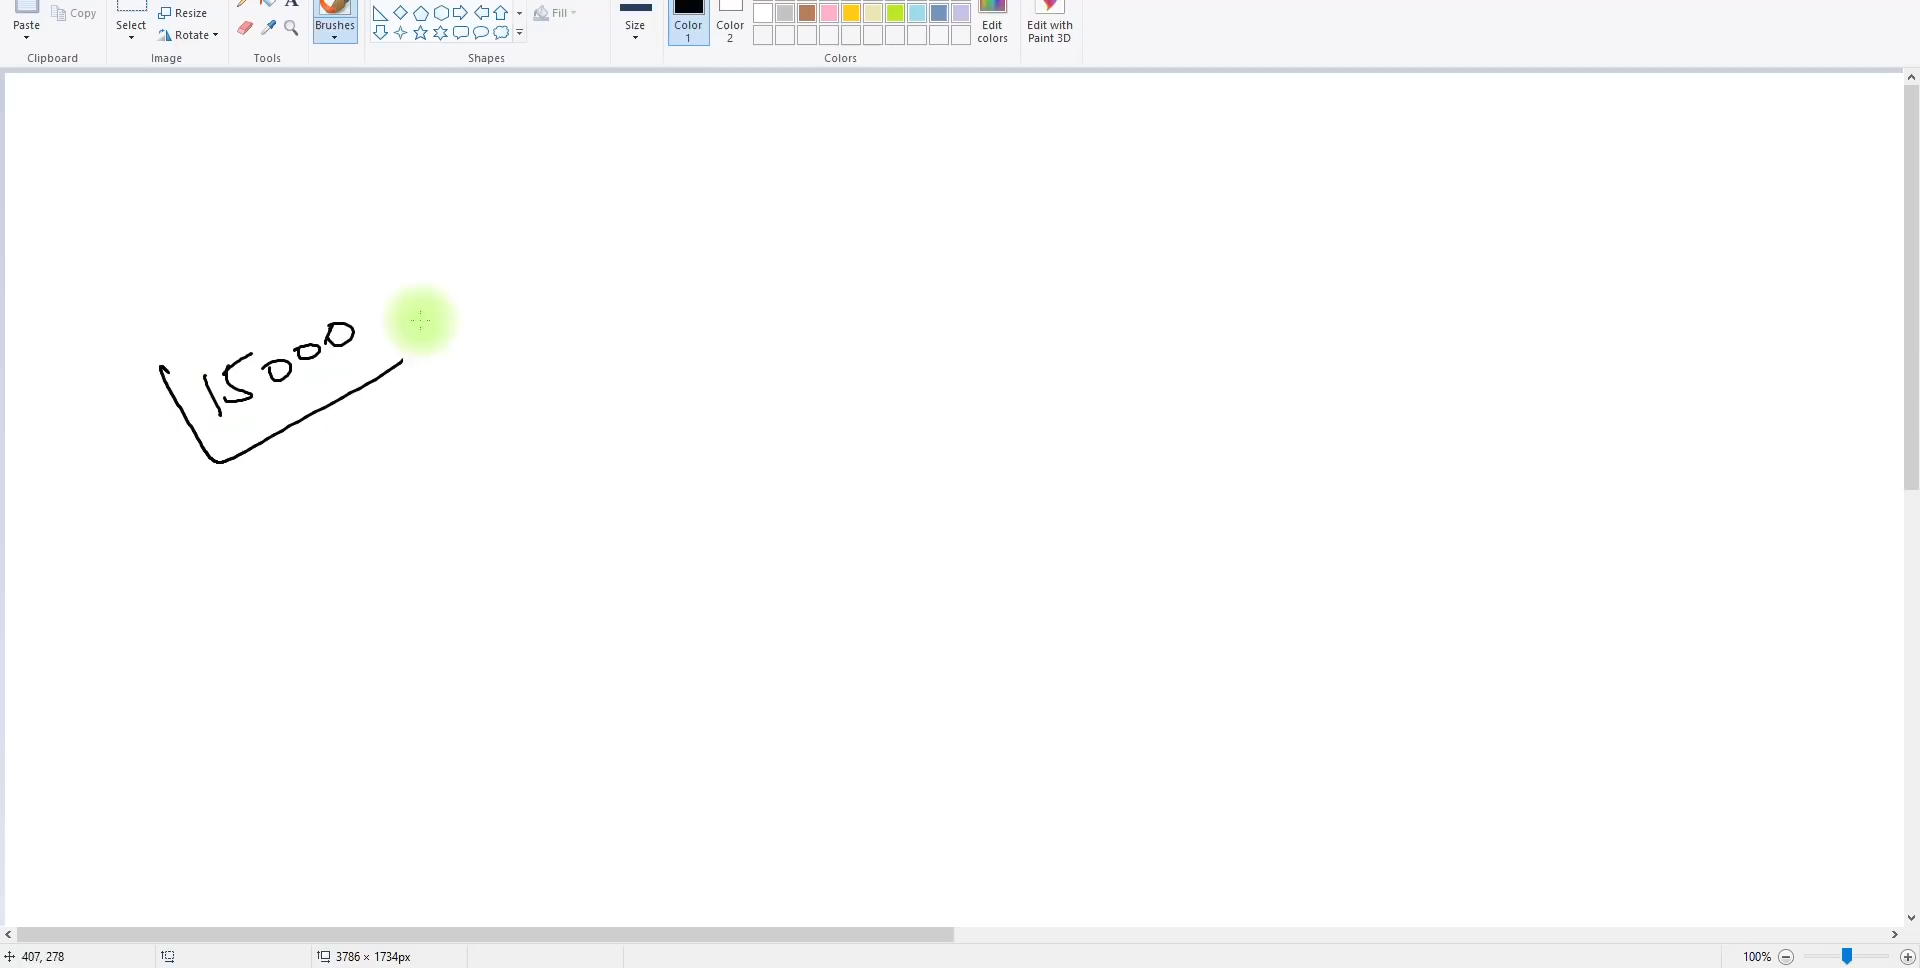 Paste
Copy
Select
Resize
Rotate
A
Brushes
Fill
Size
Color 1
Color 2
Edit colors
Edit with Paint 3D
Clipboard
Image
Tools
Shapes
Colors
15000
407, 278
3786 × 1734px
100%